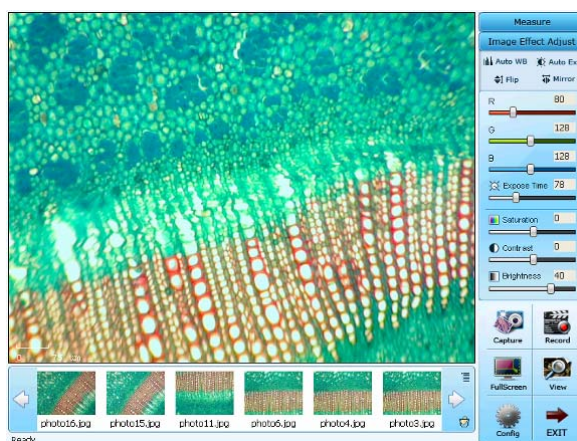 Measure
Image Effect Adjust
Auto WB
Auto Ex
Flip
Mirror
R 80
G 128
B 128
Expose Time 78
Saturation 0
Contrast 0
Brightness 40
Capture
Record
FullScreen
View
Config
EXIT
photo16.jpg
photo15.jpg
photo11.jpg
photo6.jpg
photo4.jpg
photo3.jpg
Ready